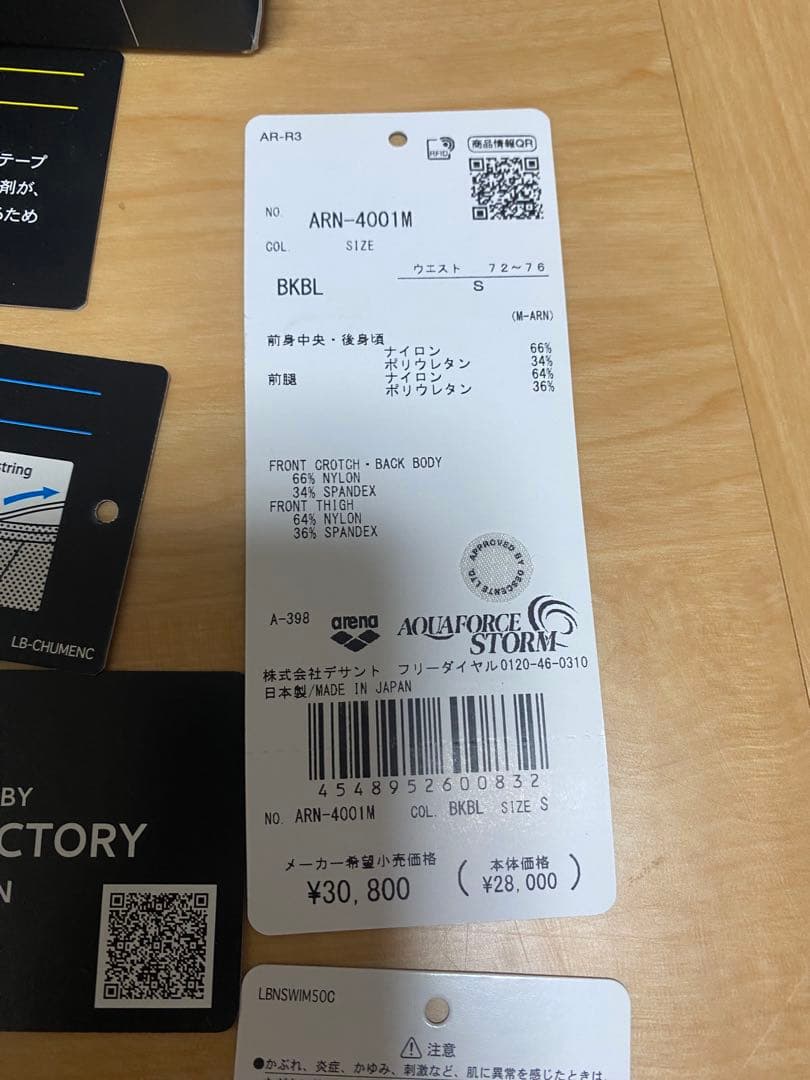 テープ
剤が、
るため
string
LB-CHUMENC
BY
CTORY
N
AR-R3
RFID
商品情報QR
NO. ARN-4001M
COL. SIZE
ウエスト 72~76
BKBL S
(M-ARN)
前身中央・後身頃
ナイロン 66%
ポリウレタン 34%
前腿 ナイロン 64%
ポリウレタン 36%
FRONT CROTCH・BACK BODY
66% NYLON
34% SPANDEX
FRONT THIGH
64% NYLON
36% SPANDEX
APPROVED BY DESCENTE LTD.
A-398 arena AQUAFORCE
STORM
株式会社デサント フリーダイヤル0120-46-0310
日本製/MADE IN JAPAN
4548952600832
NO. ARN-4001M COL. BKBL SIZE S
メーカー希望小売価格 本体価格
¥30,800 (¥28,000)
LBNSWIM50C
注意
●かぶれ、炎症、かゆみ、刺激など、肌に異常を感じたときは、